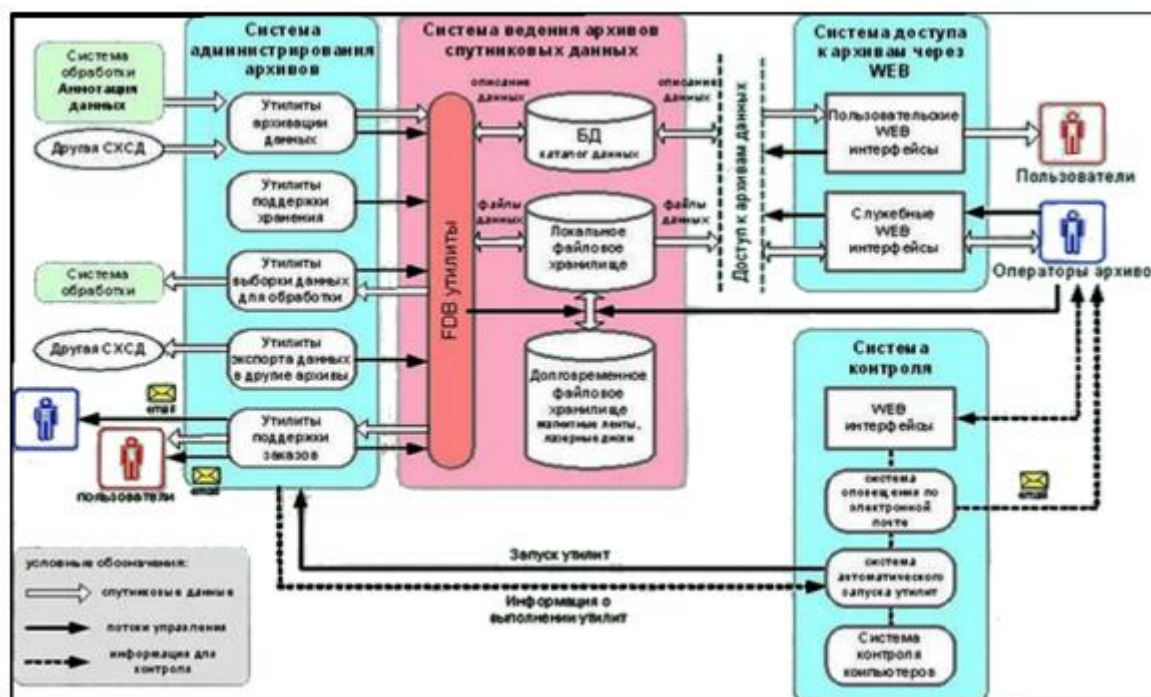 Система
обработки
Аннотация
данных
Другая СХСД
Система
обработки
Другая СХСД
email
пользователи
email
Система
администрирования
архивов
Утилиты
архивации
данных
Утилиты
поддержки
хранения
Утилиты
выборки данных
для обработки
Утилиты
экспорта данных
в другие архивы
Утилиты
поддержки
заказов
Система ведения архивов
спутниковых данных
FDB утилиты
описание
данных
БД
каталог данных
описание
данных
файлы
данных
Локальное
файловое
хранилище
файлы
данных
Долговременное
файловое
хранилище
магнитные ленты,
лазерные диски
Доступ к архивам данных
Система доступа
к архивам через
WEB
Пользовательские
WEB
интерфейсы
Служебные
WEB
интерфейсы
Пользователи
Операторы архиво
Система
контроля
WEB
интерфейсы
система
оповещения по
электронной
почте
email
система
автоматического
запуска утилит
Система
контроля
компьютеров
Запуск утилит
Информация о
выполнении утилит
условные обозначения:
спутниковые данные
потоки управления
информация для
контроля